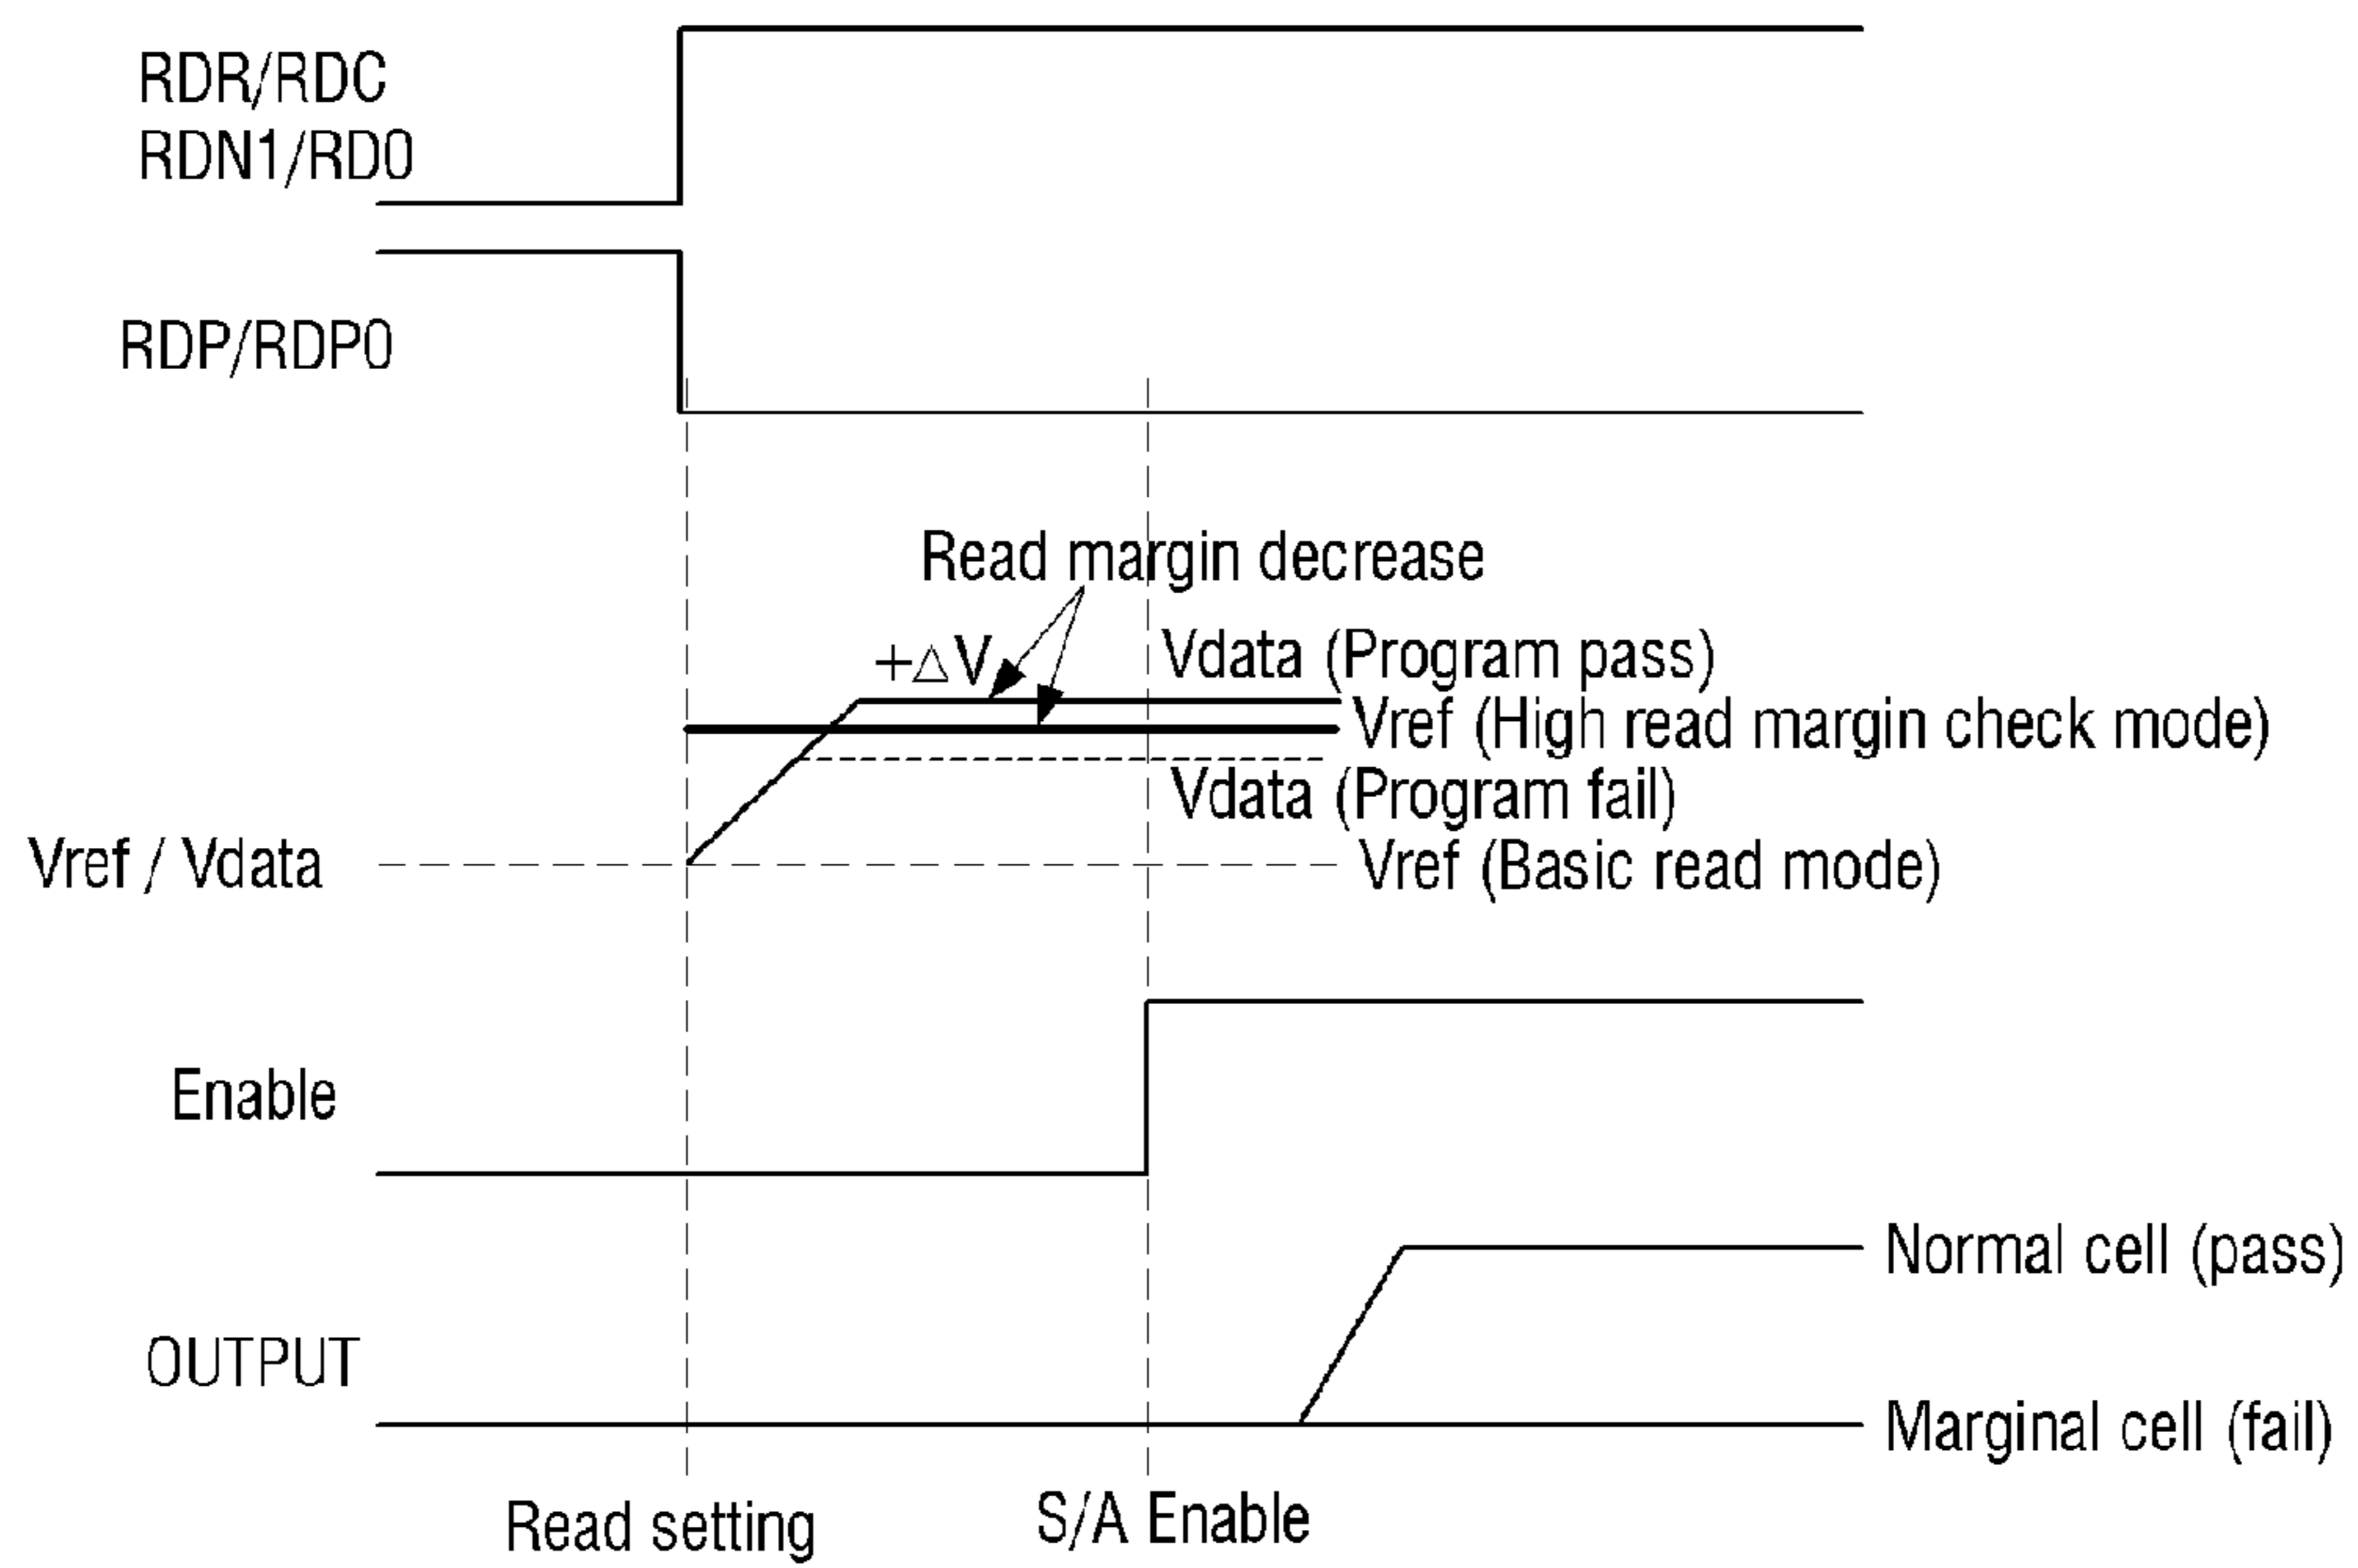 RDR/RDC
RDN1/RD0
RDP/RDP0
Read margin decrease
+△V
Vdata (Program pass)
Vref (High read margin check mode)
Vdata (Program fail)
Vref / Vdata
Vref (Basic read mode)
Enable
Normal cell (pass)
OUTPUT
Marginal cell (fail)
Read setting
S/A Enable